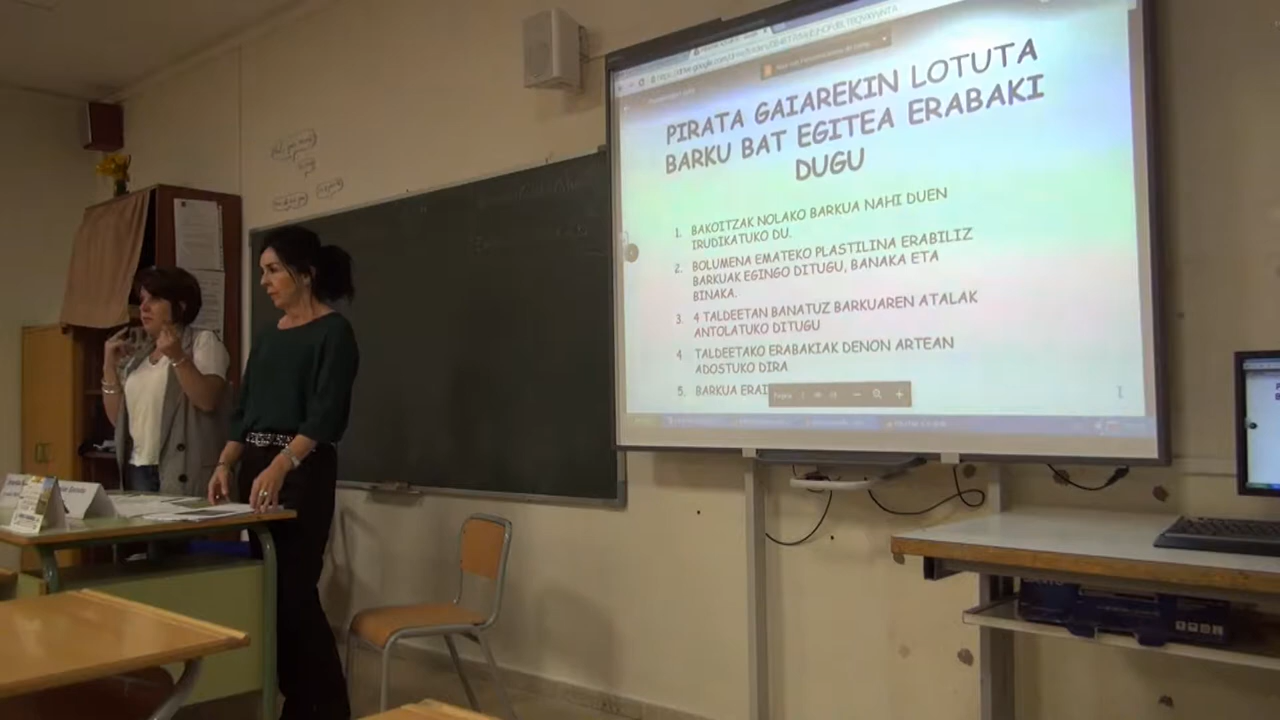 PIRATA GAIAREKIN LOTUTA
BARKU BAT EGITEA ERABAKI
DUGU
1. BAKOITZAK NOLAKO BARKUA NAHI DUEN
IRUDIKATUKO DU.
2. BOLUMENA EMATEKO PLASTILINA ERABILIZ
BARKUAK EGINGO DITUGU, BANAKA ETA
BINAKA.
3. 4 TALDEETAN BANATUZ BARKUAREN ATALAK
ANTOLATUKO DITUGU
4. TALDEETAKO ERABAKIAK DENON ARTEAN
ADOSTUKO DIRA
5. BARKUA ERAI